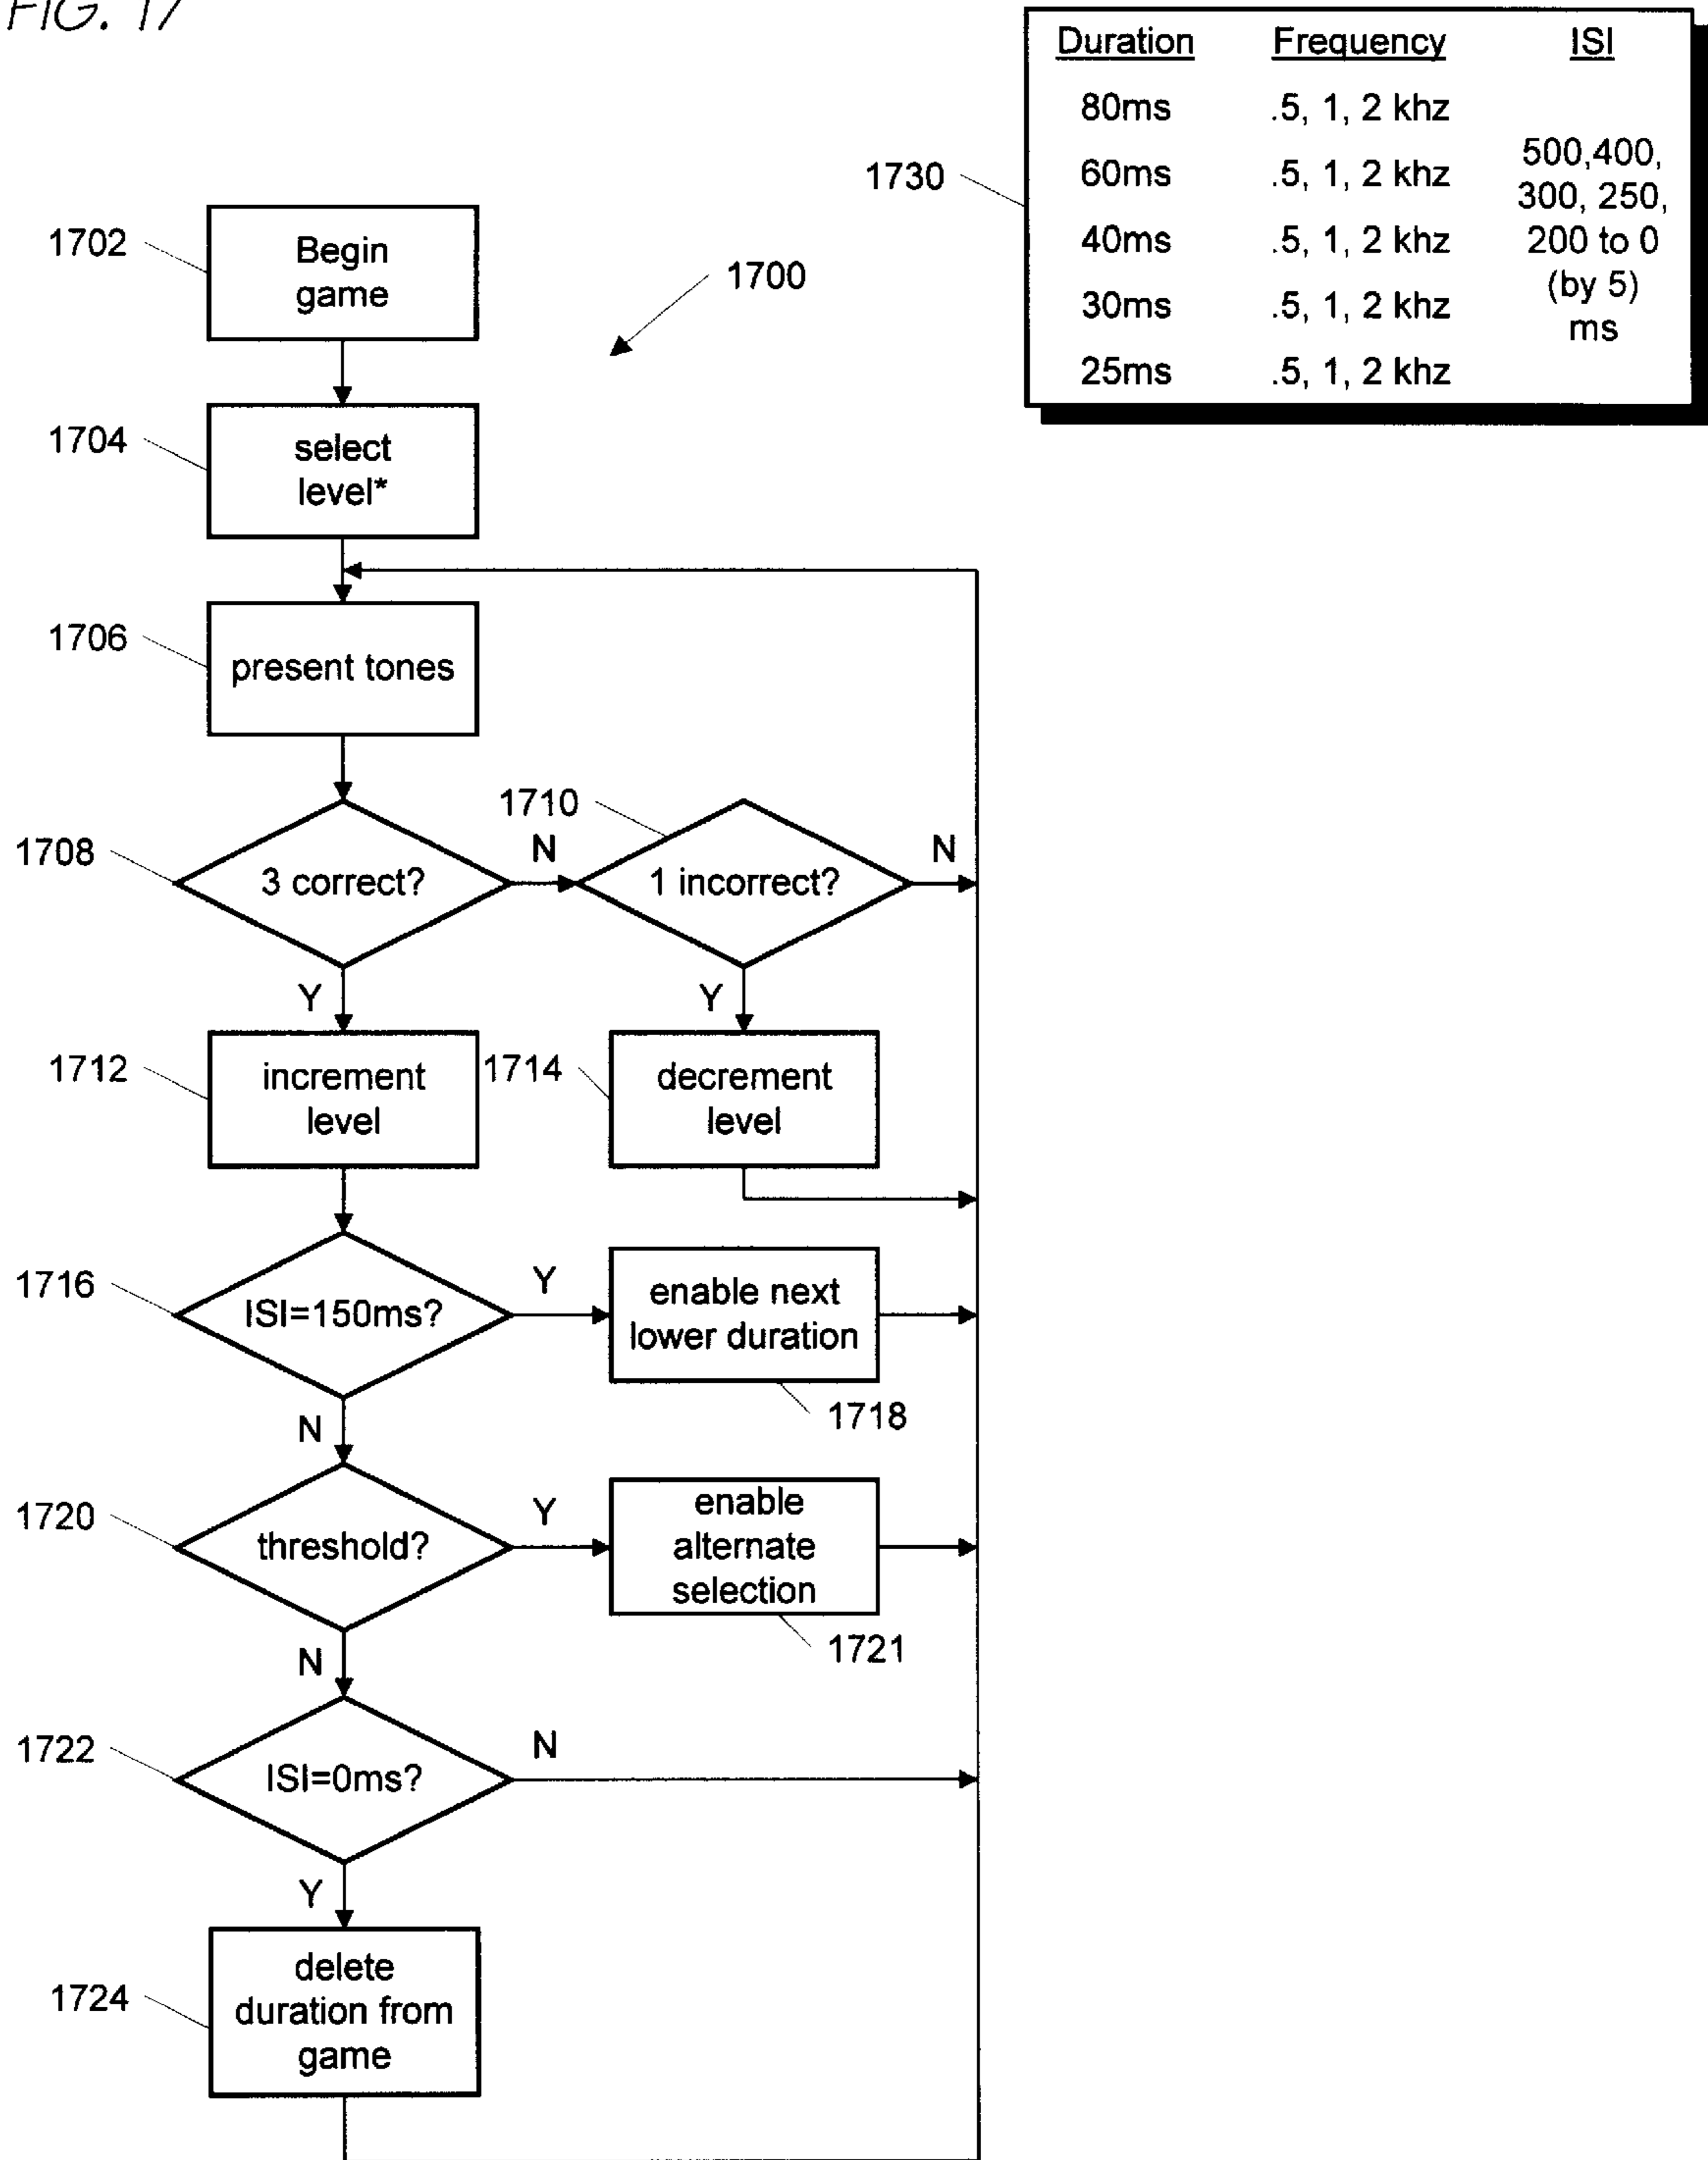 FIG. 17
Duration Frequency ISI
80ms .5, 1, 2 khz
60ms .5, 1, 2 khz
40ms .5, 1, 2 khz
30ms .5, 1, 2 khz
25ms .5, 1, 2 khz
500,400,
300, 250,
200 to 0
(by 5)
ms
1730
1702
Begin
game
1700
1704
select
level*
1706
present tones
1708
3 correct?
N
1710
1 incorrect?
N
Y
Y
1712
increment
level
1714
decrement
level
1716
ISI=150ms?
Y
enable next
lower duration
1718
N
1720
threshold?
Y
enable
alternate
selection
1721
N
1722
ISI=0ms?
N
Y
1724
delete
duration from
game